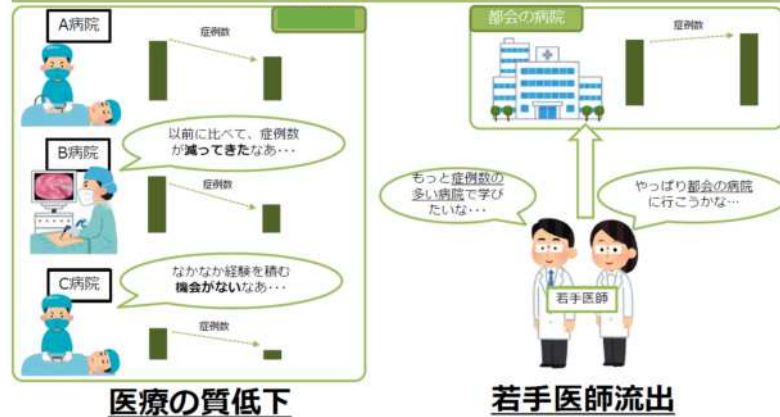 A病院
症例数
B病院
以前に比べて、症例数
が減ってきたなあ・・・
症例数
C病院
なかなか経験を積む
機会がないなあ・・・
症例数
医療の質低下
都会の病院
症例数
もっと症例数の
多い病院で学び
たいな・・・
やっぱり都会の病院
に行こうかな…
若手医師
若手医師流出